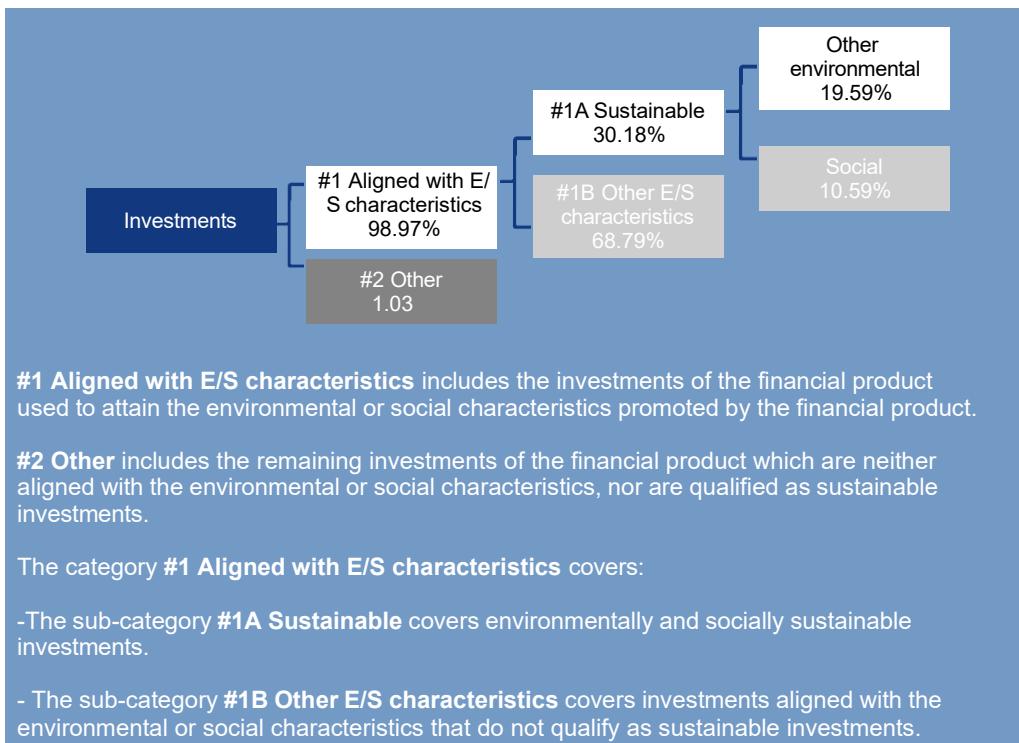 Other
environmental
19.59%
#1A Sustainable
30.18%
Social
10.59%
#1 Aligned with E/
S characteristics
98.97%
#1B Other E/S
characteristics
68.79%
Investments
#2 Other
1.03
#1 Aligned with E/S characteristics includes the investments of the financial product
used to attain the environmental or social characteristics promoted by the financial product.
#2 Other includes the remaining investments of the financial product which are neither
aligned with the environmental or social characteristics, nor are qualified as sustainable
investments.
The category #1 Aligned with E/S characteristics covers:
-The sub-category #1A Sustainable covers environmentally and socially sustainable
investments.
- The sub-category #1B Other E/S characteristics covers investments aligned with the
environmental or social characteristics that do not qualify as sustainable investments.